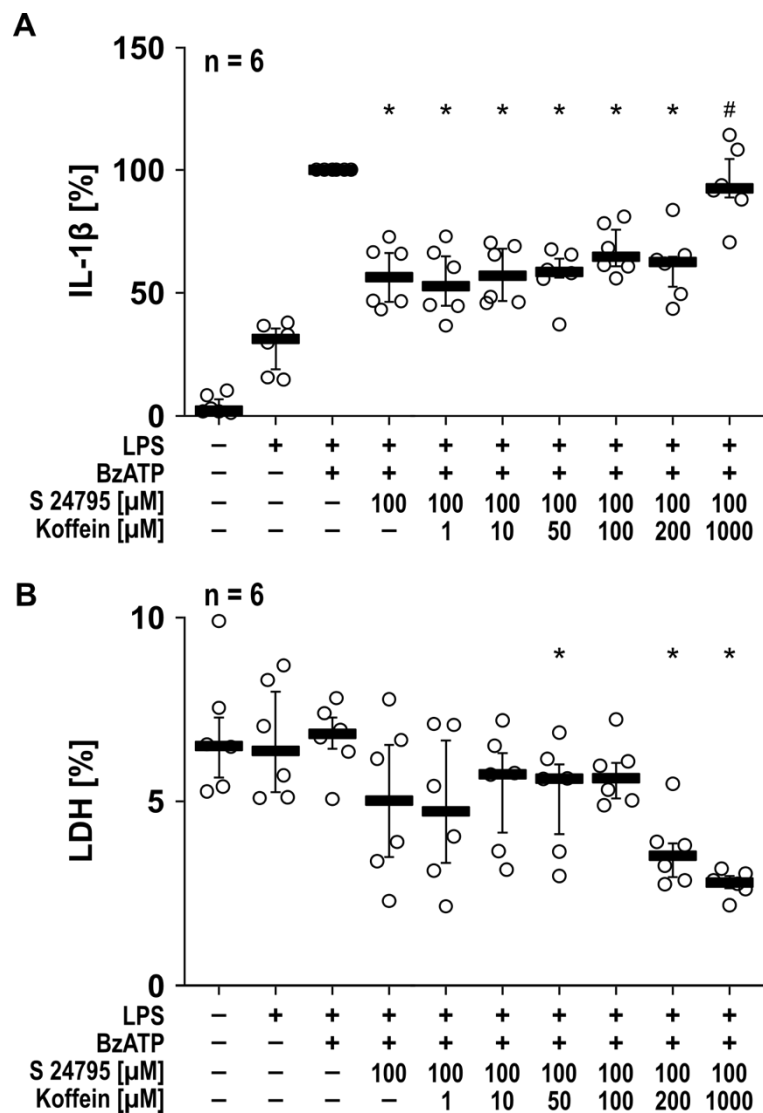 A
n = 6
150
100
50
0
IL-1β [%]
* * * * * * #
LPS – + + + + + + + + +
BzATP – – + + + + + + + +
S 24795 [µM] – – – 100 100 100 100 100 100 100
Koffein [µM] – – – – 1 10 50 100 200 1000
B
n = 6
10
5
0
LDH [%]
* * *
LPS – + + + + + + + + +
BzATP – – + + + + + + + +
S 24795 [µM] – – – 100 100 100 100 100 100 100
Koffein [µM] – – – – 1 10 50 100 200 1000